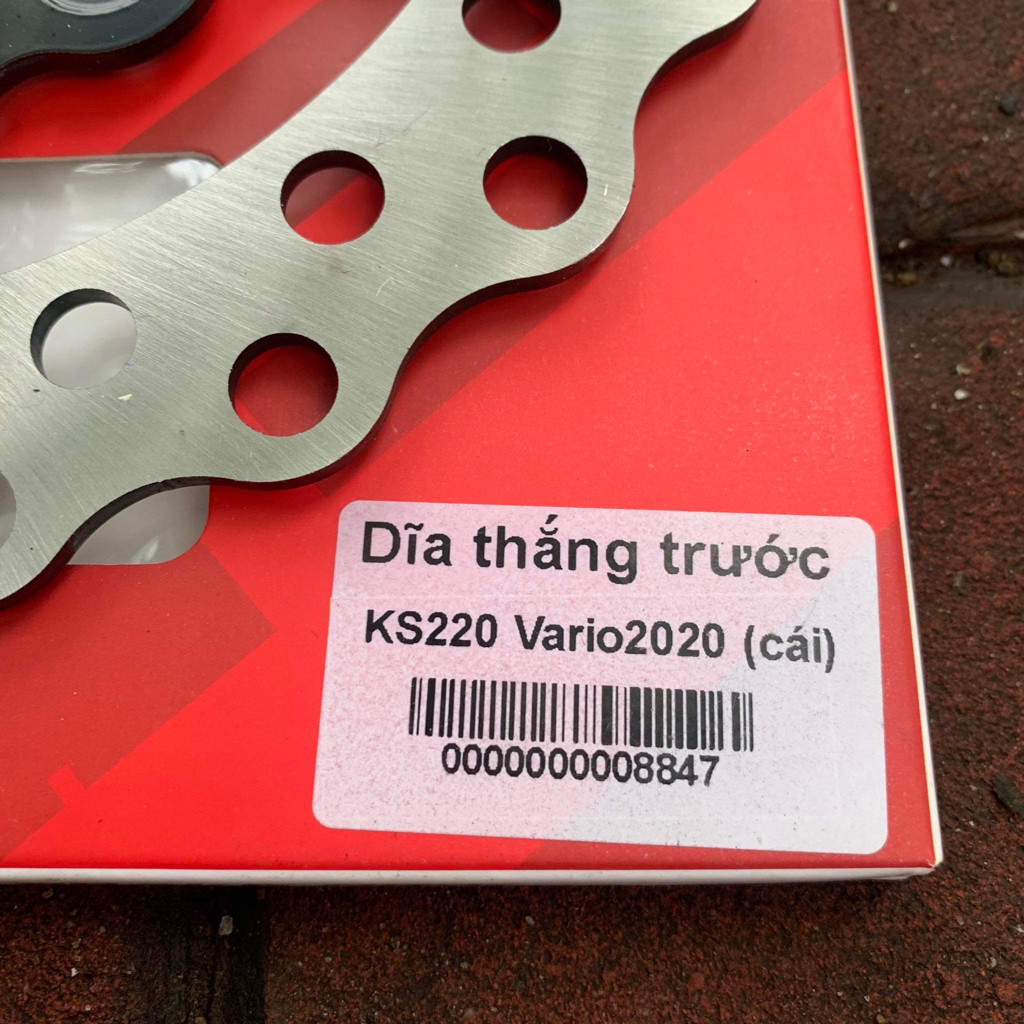 Dĩa thắng trước
KS220 Vario2020 (cái)
0000000008847